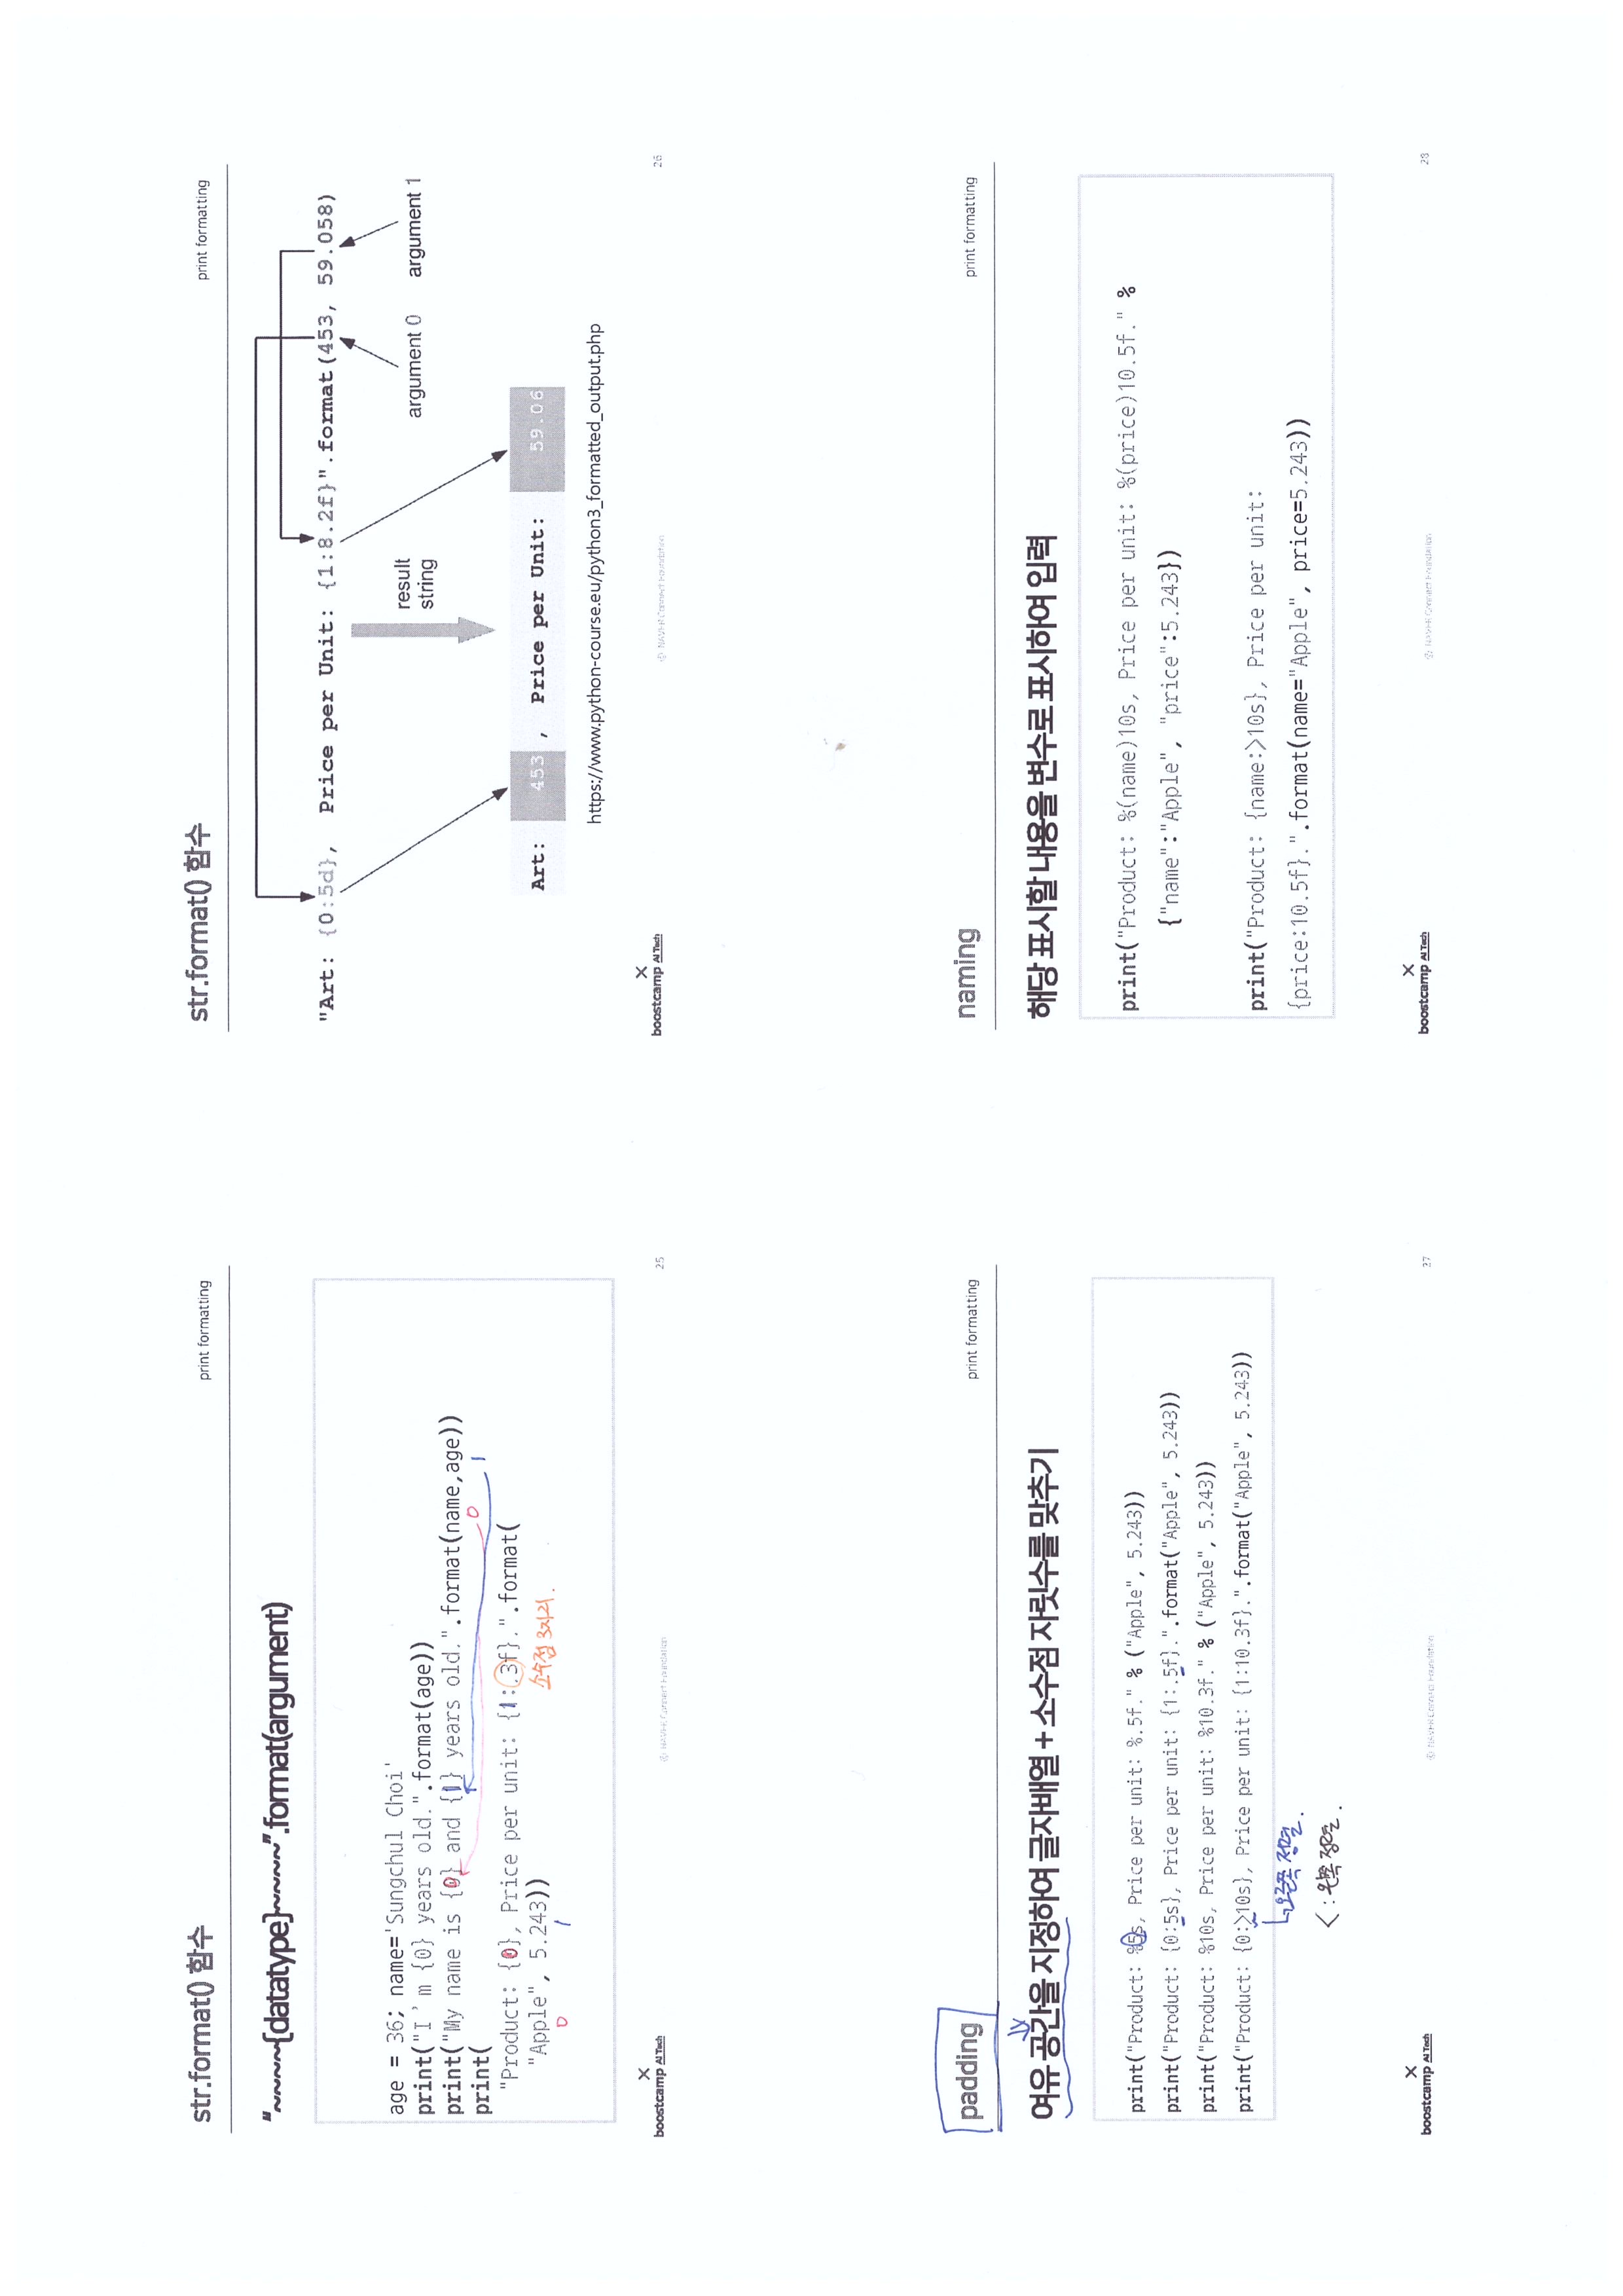 str.format() 함수
print formatting
"~~~~{datatype}~~~~".format(argument)
age = 36; name='Sungchul Choi'
print("I'm {0} years old.".format(age))
print("My name is {0} and {1} years old.".format(name,age))
0 1
print(
"Product: {0}, Price per unit: {1:.3f}.".format(
"Apple", 5.243))
소수점 3자리.
0 1
boostcamp AI Tech
© NAVER Connect Foundation
25
str.format() 함수
print formatting
"Art: {0:5d}, Price per Unit: {1:8.2f}".format(453, 59.058)
result
string
argument 0 argument 1
Art: 453, Price per Unit: 59.06
https://www.python-course.eu/python3_formatted_output.php
boostcamp AI Tech
© NAVER Connect Foundation
26
padding
print formatting
여유 공간을 지정하여 글자배열 + 소수점 자릿수를 맞추기
print("Product: %5s, Price per unit: %.5f." % ("Apple", 5.243))
print("Product: {0:5s}, Price per unit: {1:.5f}.".format("Apple", 5.243))
print("Product: %10s, Price per unit: %10.3f." % ("Apple", 5.243))
print("Product: {0:>10s}, Price per unit: {1:10.3f}.".format("Apple", 5.243))
오른쪽 정렬.
< : 왼쪽 정렬.
boostcamp AI Tech
© NAVER Connect Foundation
27
naming
print formatting
해당 표시할 내용을 변수로 표시하여 입력
print("Product: %(name)10s, Price per unit: %(price)10.5f." %
{"name":"Apple", "price":5.243})
print("Product: {name:>10s}, Price per unit:
{price:10.5f}.".format(name="Apple", price=5.243))
boostcamp AI Tech
© NAVER Connect Foundation
28